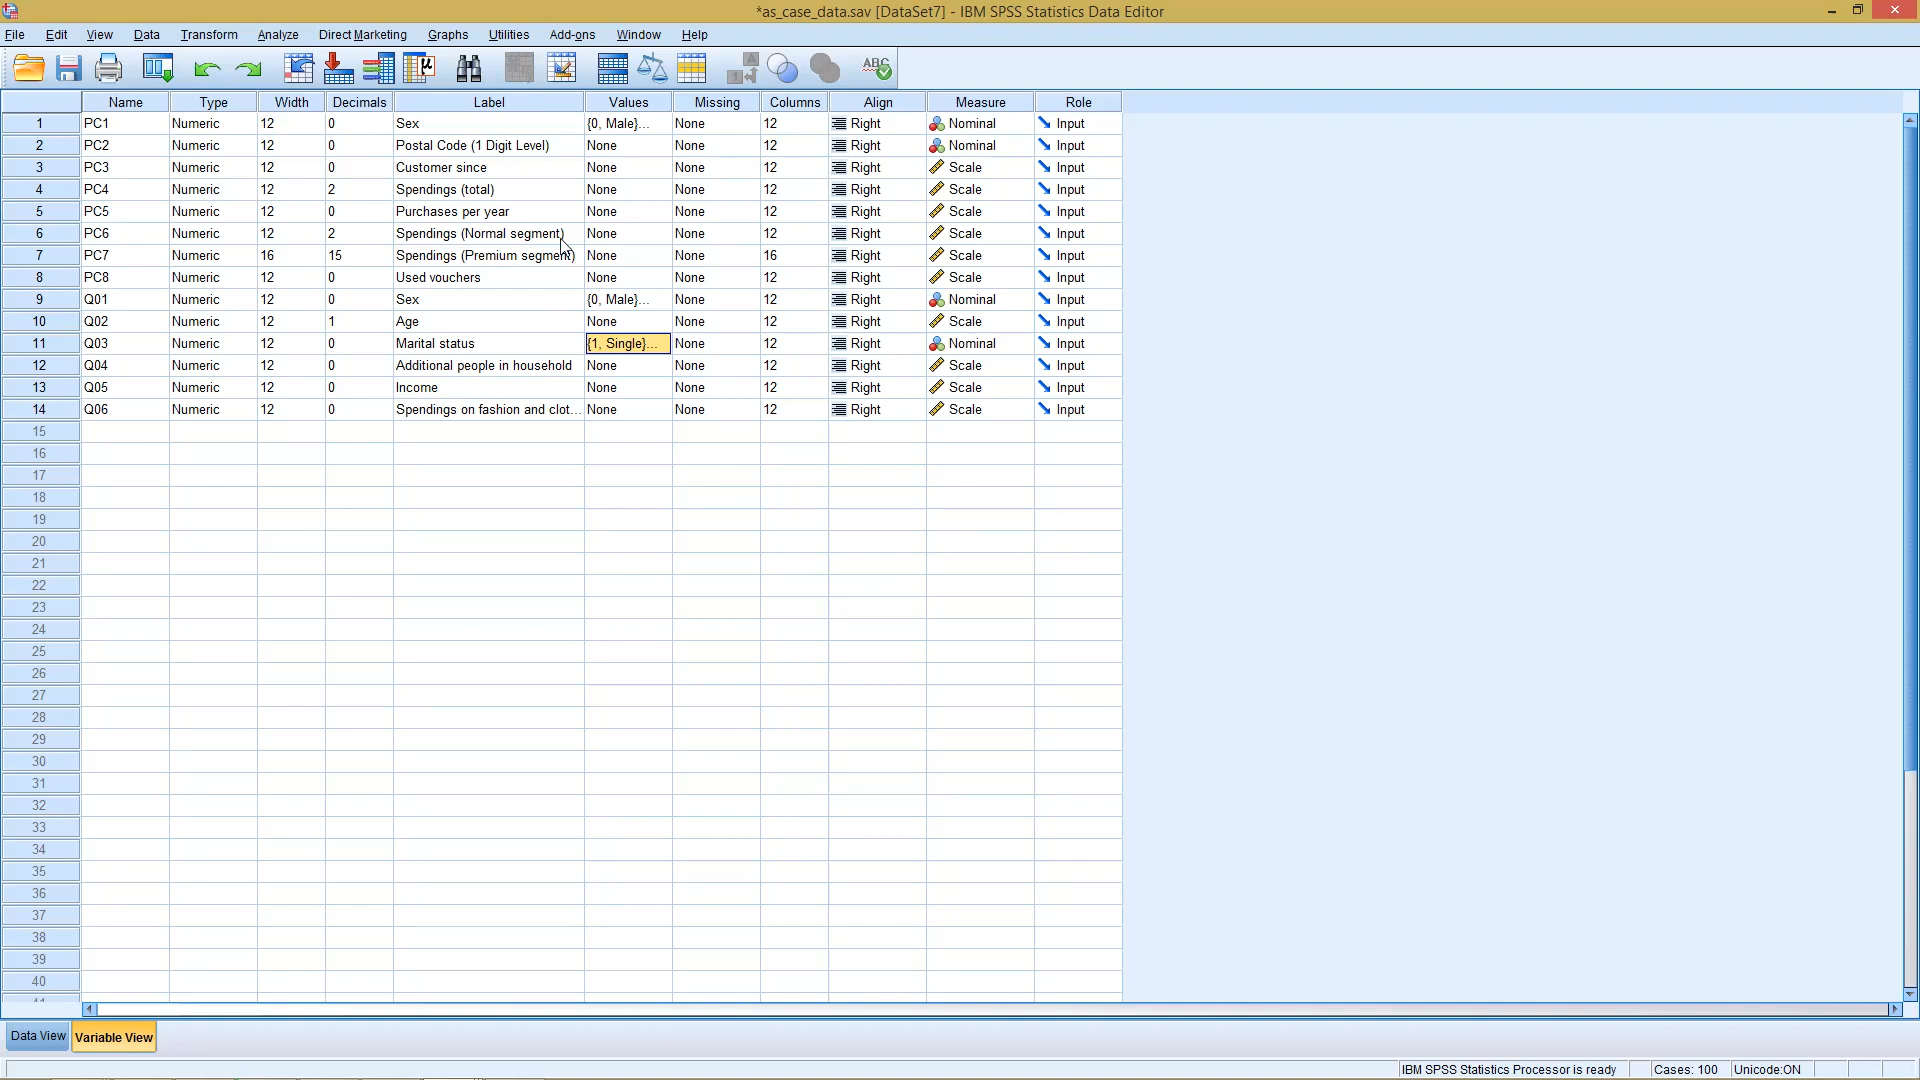 *as_case_data.sav [DataSet7] - IBM SPSS Statistics Data Editor
File Edit View Data Transform Analyze Direct Marketing Graphs Utilities Add-ons Window Help
Name Type Width Decimals Label Values Missing Columns Align Measure Role
1 PC1 Numeric 12 0 Sex {0, Male}... None 12 Right Nominal Input
2 PC2 Numeric 12 0 Postal Code (1 Digit Level) None None 12 Right Nominal Input
3 PC3 Numeric 12 0 Customer since None None 12 Right Scale Input
4 PC4 Numeric 12 2 Spendings (total) None None 12 Right Scale Input
5 PC5 Numeric 12 0 Purchases per year None None 12 Right Scale Input
6 PC6 Numeric 12 2 Spendings (Normal segment) None None 12 Right Scale Input
7 PC7 Numeric 16 15 Spendings (Premium segment) None None 16 Right Scale Input
8 PC8 Numeric 12 0 Used vouchers None None 12 Right Scale Input
9 Q01 Numeric 12 0 Sex {0, Male}... None 12 Right Nominal Input
10 Q02 Numeric 12 1 Age None None 12 Right Scale Input
11 Q03 Numeric 12 0 Marital status {1, Single}... None 12 Right Nominal Input
12 Q04 Numeric 12 0 Additional people in household None None 12 Right Scale Input
13 Q05 Numeric 12 0 Income None None 12 Right Scale Input
14 Q06 Numeric 12 0 Spendings on fashion and clot... None None 12 Right Scale Input
15
16
17
18
19
20
21
22
23
24
25
26
27
28
29
30
31
32
33
34
35
36
37
38
39
40
41
Data View Variable View
IBM SPSS Statistics Processor is ready Cases: 100 Unicode:ON